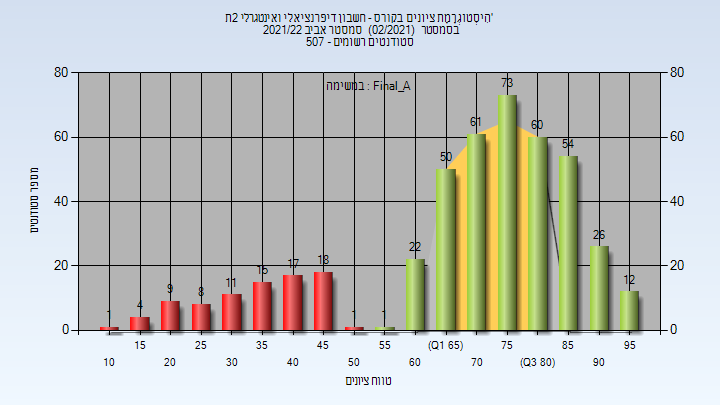 היסטוגרמת ציונים בקורס - חשבון דיפרנציאלי ואינטגרלי 2ת'
בסמסטר (02/2021) סמסטר אביב 2021/22
סטודנטים רשומים - 507
במשימה : Final_A
מספר סטודנטים
80 80
60 60
40 40
20 20
0 0
1 4 9 8 11 15 17 18 1 1 22 50 61 73 60 54 26 12
15 25 35 45 55 (Q1 65) 75 85 95
10 20 30 40 50 60 70 (Q3 80) 90
טווח ציונים